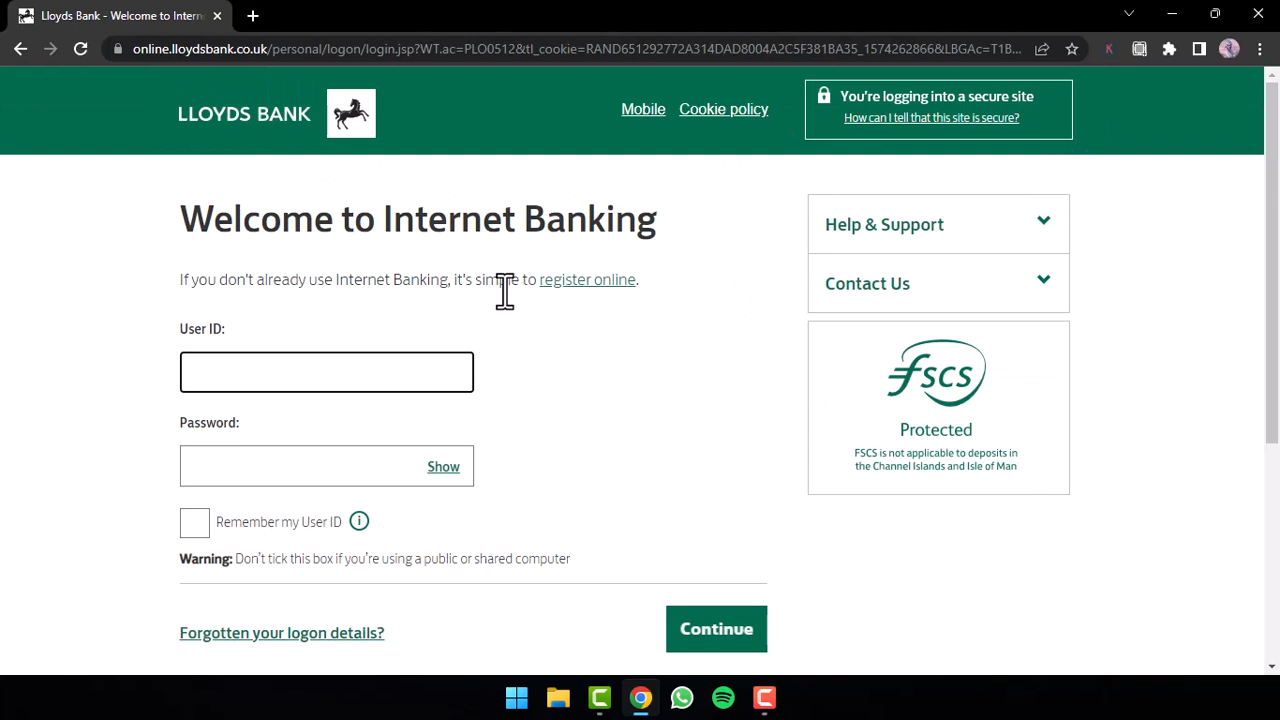 Lloyds Bank - Welcome to Intern
online.lloydsbank.co.uk/personal/logon/login.jsp?WT.ac=PLO0512&tl_cookie=RAND651292772A314DAD8004A2C5F381BA35_1574262866&LBGAc=T1B...
K
LLOYDS BANK
Mobile
Cookie policy
You're logging into a secure site
How can I tell that this site is secure?
Welcome to Internet Banking
If you don't already use Internet Banking, it's simple to register online.
User ID:
Password:
Show
Remember my User ID
i
Warning: Don't tick this box if you're using a public or shared computer
Forgotten your logon details?
Continue
Help & Support
Contact Us
fscs
Protected
FSCS is not applicable to deposits in
the Channel Islands and Isle of Man